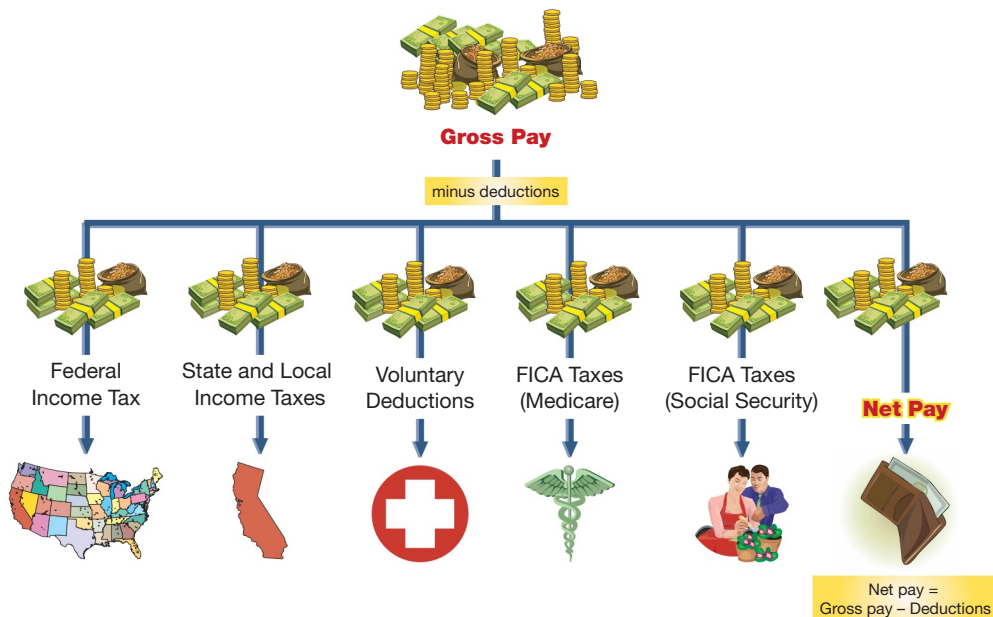 Gross Pay
minus deductions
Federal
Income Tax
State and Local
Income Taxes
Voluntary
Deductions
FICA Taxes
(Medicare)
FICA Taxes
(Social Security)
Net Pay
Net pay =
Gross pay – Deductions